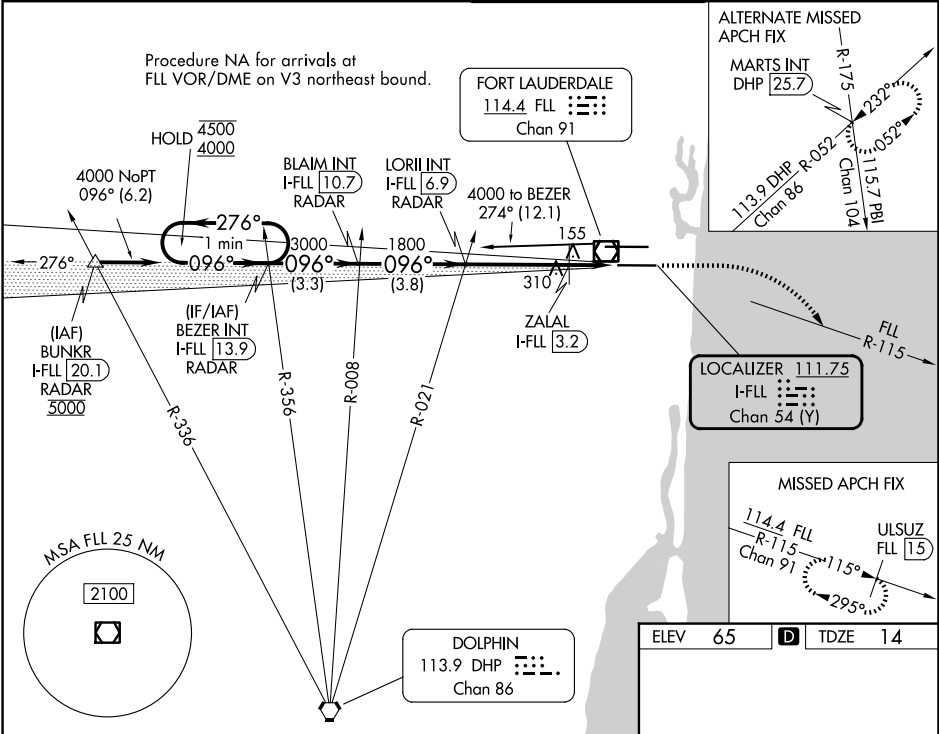 Procedure NA for arrivals at
FLL VOR/DME on V3 northeast bound.
FORT LAUDERDALE
114.4 FLL
Chan 91
ALTERNATE MISSED
APCH FIX
MARTS INT
DHP 25.7
R-175
232°
052°
113.9 DHP R-052
Chan 86
115.7 PBI
Chan 104
HOLD 4500
4000
4000 NoPT
096° (6.2)
BLAIM INT
I-FLL 10.7
RADAR
LORII INT
I-FLL 6.9
RADAR
4000 to BEZER
274° (12.1)
155
276°
1 min
3000
1800
276°
096°
096°
096°
(3.3)
(3.8)
310
(IAF)
BUNKR
I-FLL 20.1
RADAR
5000
(IF/IAF)
BEZER INT
I-FLL 13.9
RADAR
ZALAL
I-FLL 3.2
FLL
R-115
LOCALIZER 111.75
I-FLL
Chan 54 (Y)
R-336
R-356
R-008
R-021
MISSED APCH FIX
114.4 FLL
R-115
Chan 91
115°
295°
ULSUZ
FLL 15
MSA FLL 25 NM
2100
DOLPHIN
113.9 DHP
Chan 86
ELEV 65 D TDZE 14